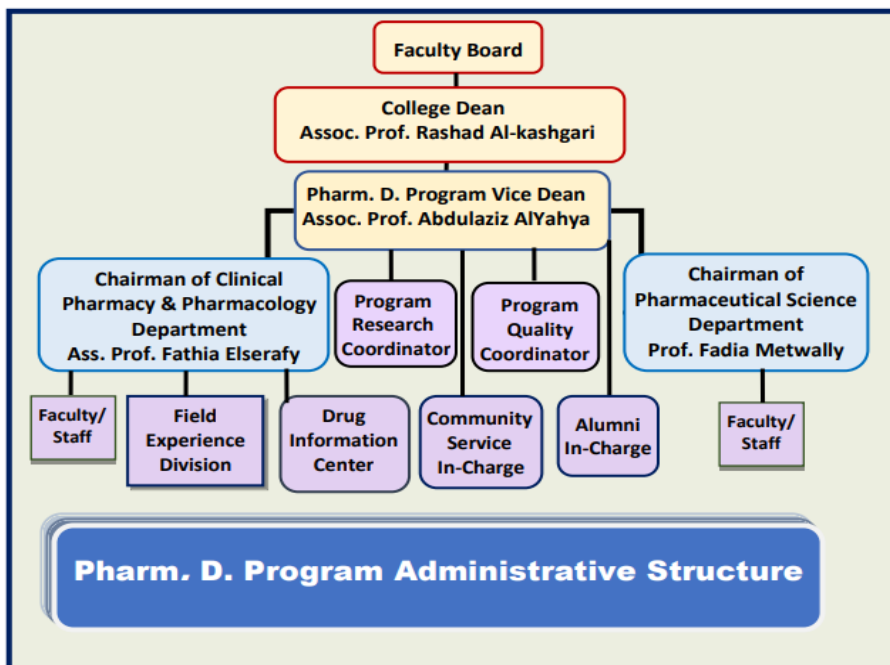 Faculty Board
College Dean
Assoc. Prof. Rashad Al-kashgari
Pharm. D. Program Vice Dean
Assoc. Prof. Abdulaziz AlYahya
Chairman of Clinical
Pharmacy & Pharmacology
Department
Ass. Prof. Fathia Elserafy
Program
Research
Coordinator
Program
Quality
Coordinator
Chairman of
Pharmaceutical Science
Department
Prof. Fadia Metwally
Faculty/
Staff
Field
Experience
Division
Drug
Information
Center
Community
Service
In-Charge
Alumni
In-Charge
Faculty/
Staff
Pharm. D. Program Administrative Structure